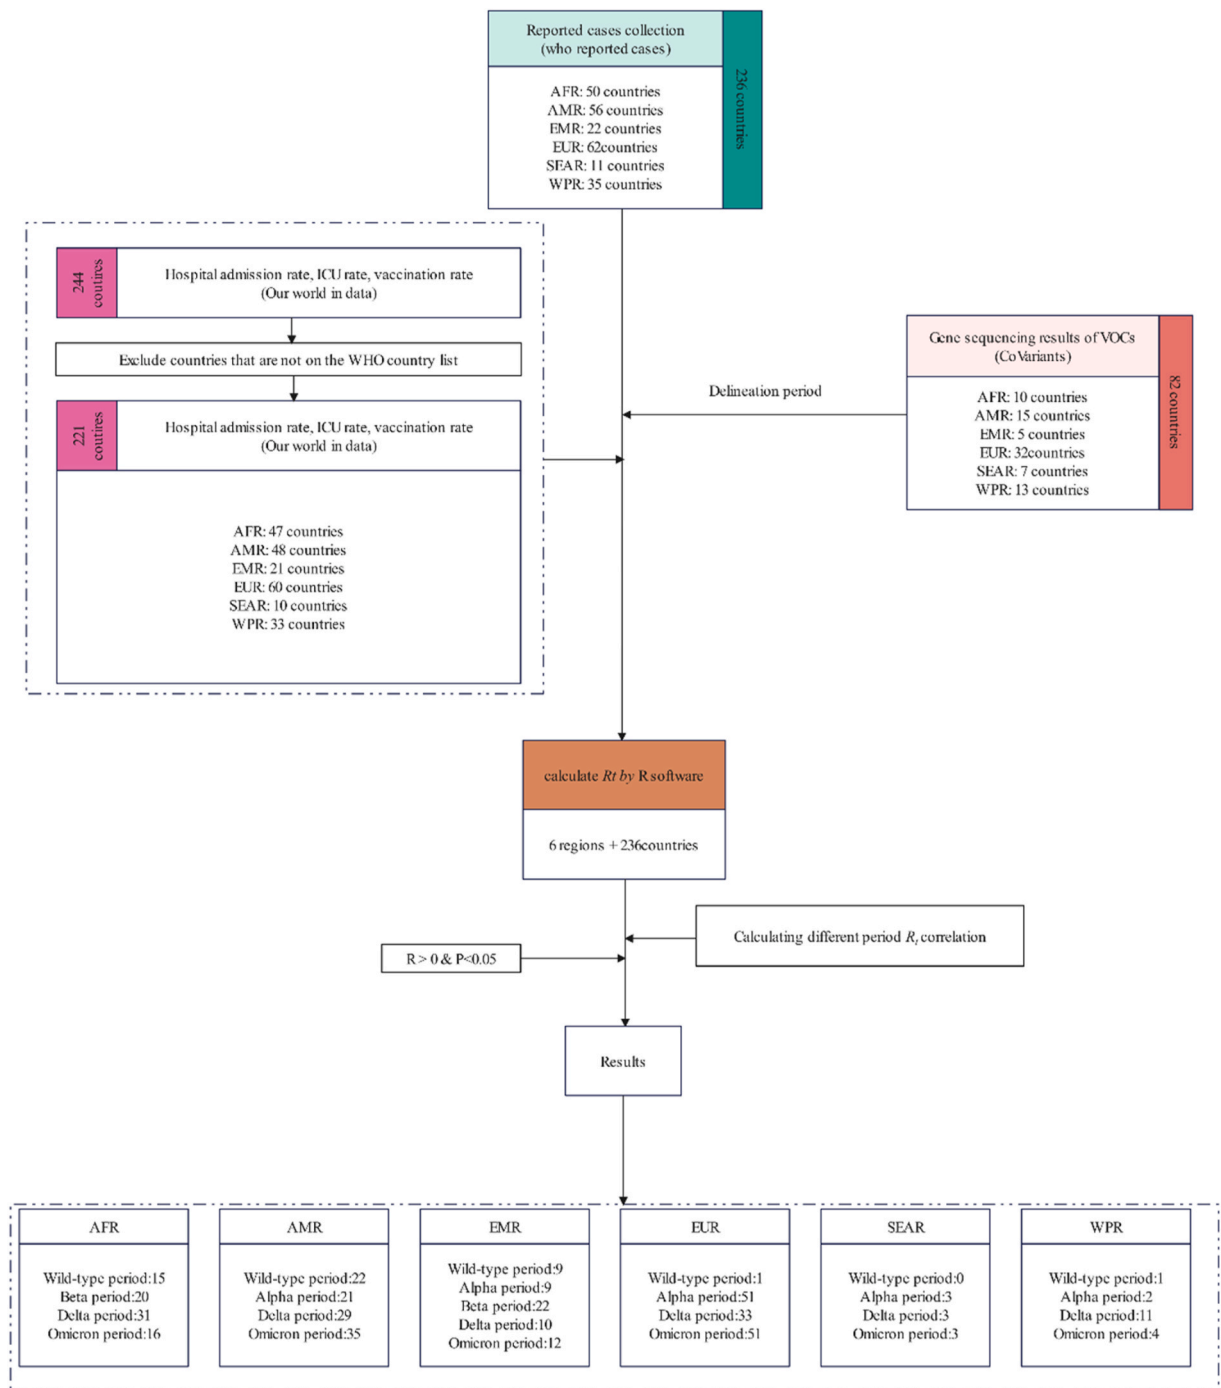 Reported cases collection
(who reported cases)
236 countries
AFR: 50 countries
AMR: 56 countries
EMR: 22 countries
EUR: 62countries
SEAR: 11 countries
WPR: 35 countries
244
coutires
Hospital admission rate, ICU rate, vaccination rate
(Our world in data)
Exclude countries that are not on the WHO country list
221
coutires
Hospital admission rate, ICU rate, vaccination rate
(Our world in data)
AFR: 47 countries
AMR: 48 countries
EMR: 21 countries
EUR: 60 countries
SEAR: 10 countries
WPR: 33 countries
Gene sequencing results of VOCs
(CoVariants)
82 countries
AFR: 10 countries
AMR: 15 countries
EMR: 5 countries
EUR: 32countries
SEAR: 7 countries
WPR: 13 countries
Delineation period
calculate Rt by R software
6 regions + 236countries
Calculating different period Rt correlation
R > 0 & P<0.05
Results
AFR
Wild-type period:15
Beta period:20
Delta period:31
Omicron period:16
AMR
Wild-type period:22
Alpha period:21
Delta period:29
Omicron period:35
EMR
Wild-type period:9
Alpha period:9
Beta period:22
Delta period:10
Omicron period:12
EUR
Wild-type period:1
Alpha period:51
Delta period:33
Omicron period:51
SEAR
Wild-type period:0
Alpha period:3
Delta period:3
Omicron period:3
WPR
Wild-type period:1
Alpha period:2
Delta period:11
Omicron period:4